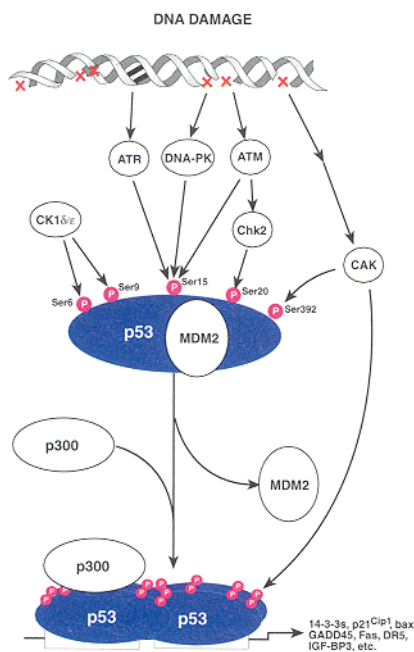 DNA DAMAGE
ATR
DNA-PK
ATM
CK1δ/ε
Chk2
CAK
Ser6
Ser9
Ser15
Ser20
Ser392
P
P
P
P
P
p53
MDM2
p300
MDM2
p300
P
P
P
P
P
P
P
P
P
P
P
P
P
p53
p53
14-3-3s, p21Cip1, bax
GADD45, Fas, DR5,
IGF-BP3, etc.